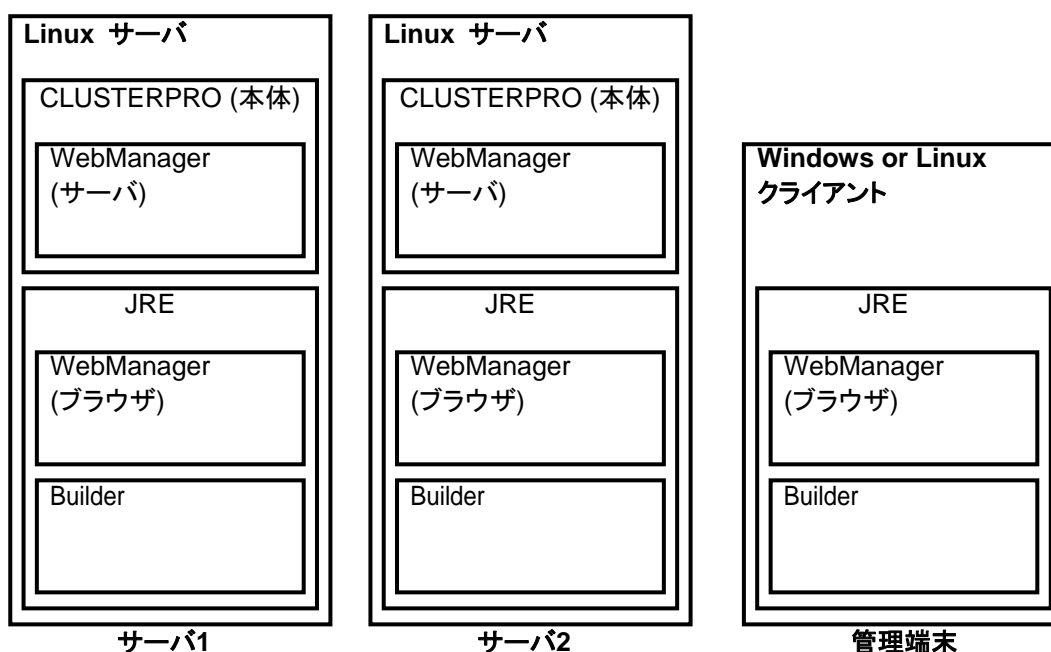 Linux サーバ
CLUSTERPRO (本体)
WebManager
(サーバ)
JRE
WebManager
(ブラウザ)
Builder
サーバ1
Linux サーバ
CLUSTERPRO (本体)
WebManager
(サーバ)
JRE
WebManager
(ブラウザ)
Builder
サーバ2
Windows or Linux
クライアント
JRE
WebManager
(ブラウザ)
Builder
管理端末